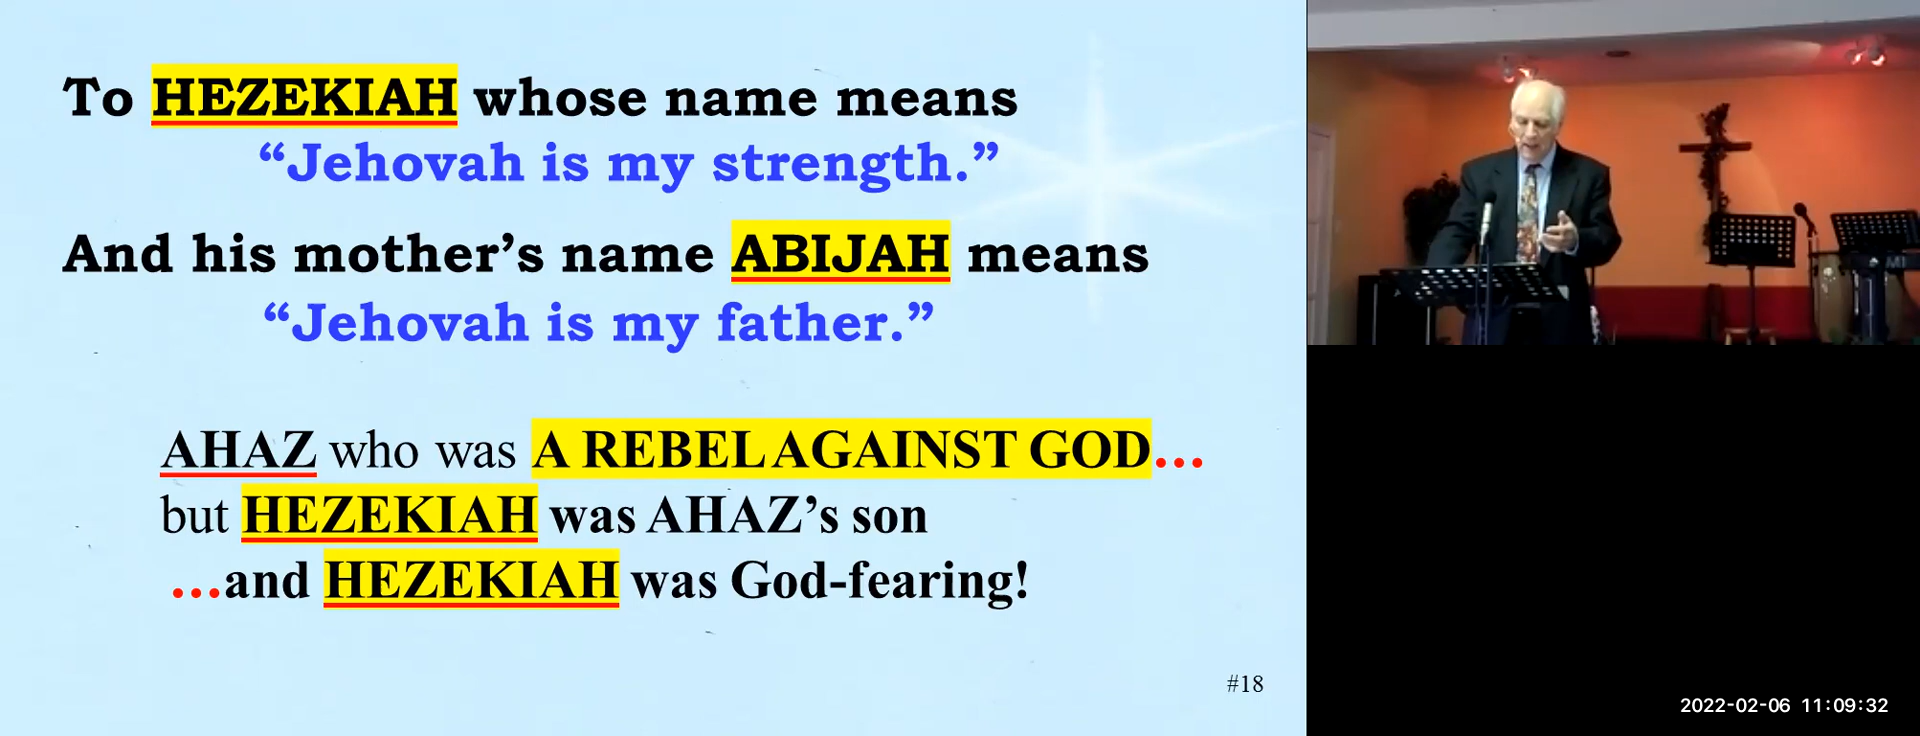 To HEZEKIAH whose name means
“Jehovah is my strength.”
And his mother’s name ABIJAH means
“Jehovah is my father.”
AHAZ who was A REBEL AGAINST GOD…
but HEZEKIAH was AHAZ’s son
…and HEZEKIAH was God-fearing!
#18
2022-02-06 11:09:32